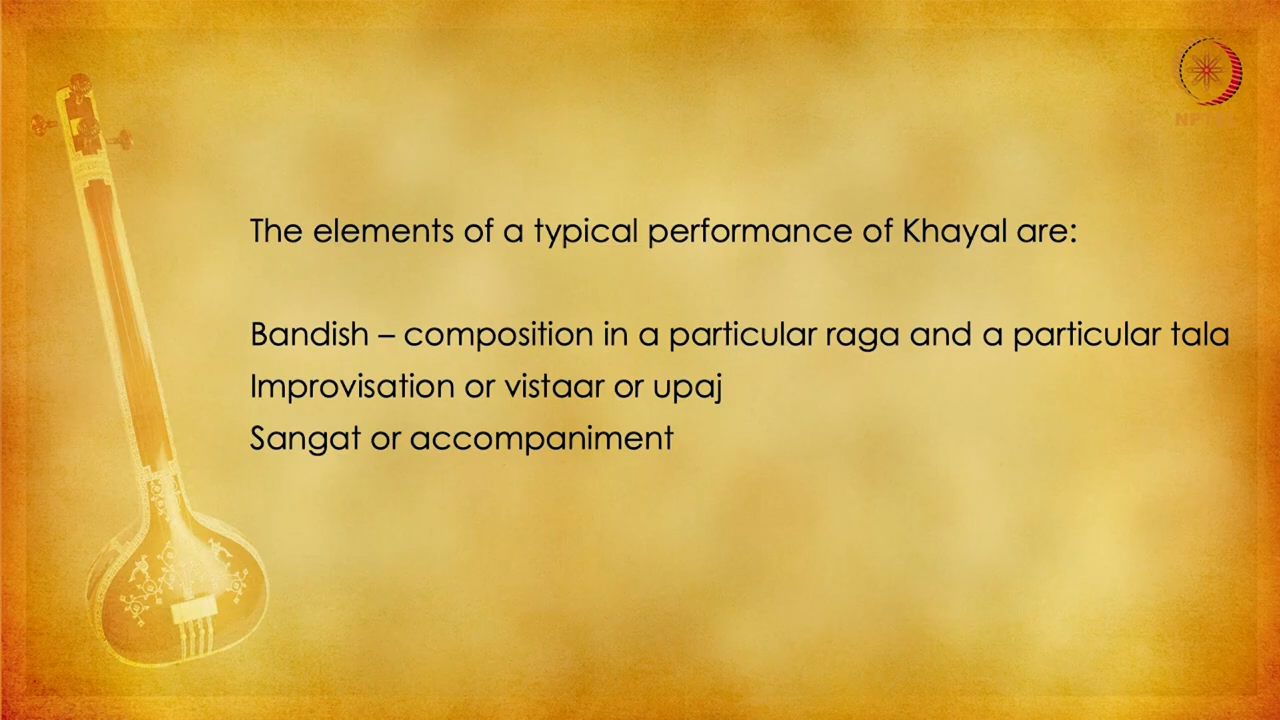 NPTEL
The elements of a typical performance of Khayal are:
Bandish – composition in a particular raga and a particular tala
Improvisation or vistaar or upaj
Sangat or accompaniment